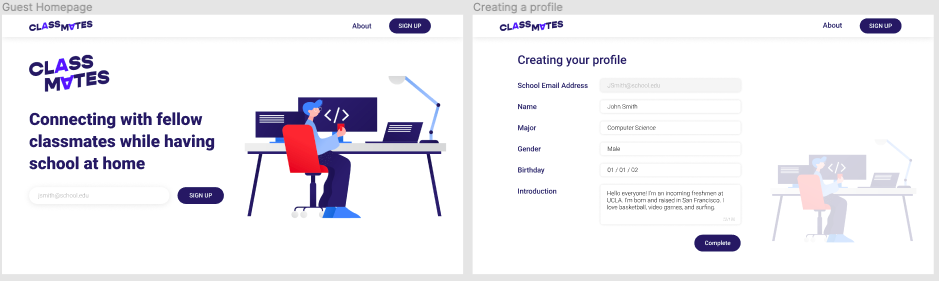 Guest Homepage
CLASSMATES
About
SIGN UP
CLASS
MATES
Connecting with fellow
classmates while having
school at home
jsmith@school.edu
SIGN UP
</>
Creating a profile
CLASSMATES
About
SIGN UP
Creating your profile
School Email Address
JSmith@school.edu
Name
John Smith
Major
Computer Science
Gender
Male
Birthday
01 / 01 / 02
Introduction
Hello everyone! I'm an incoming freshmen at
UCLA. I'm born and raised in San Francisco. I
love basketball, video games, and surfing.
Complete
</>